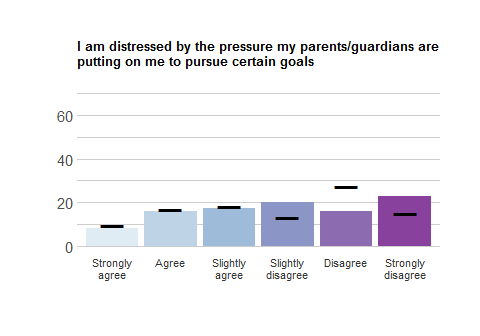 I am distressed by the pressure my parents/guardians are
putting on me to pursue certain goals
60
40
20
0
Strongly agree
Agree
Slightly agree
Slightly disagree
Disagree
Strongly disagree